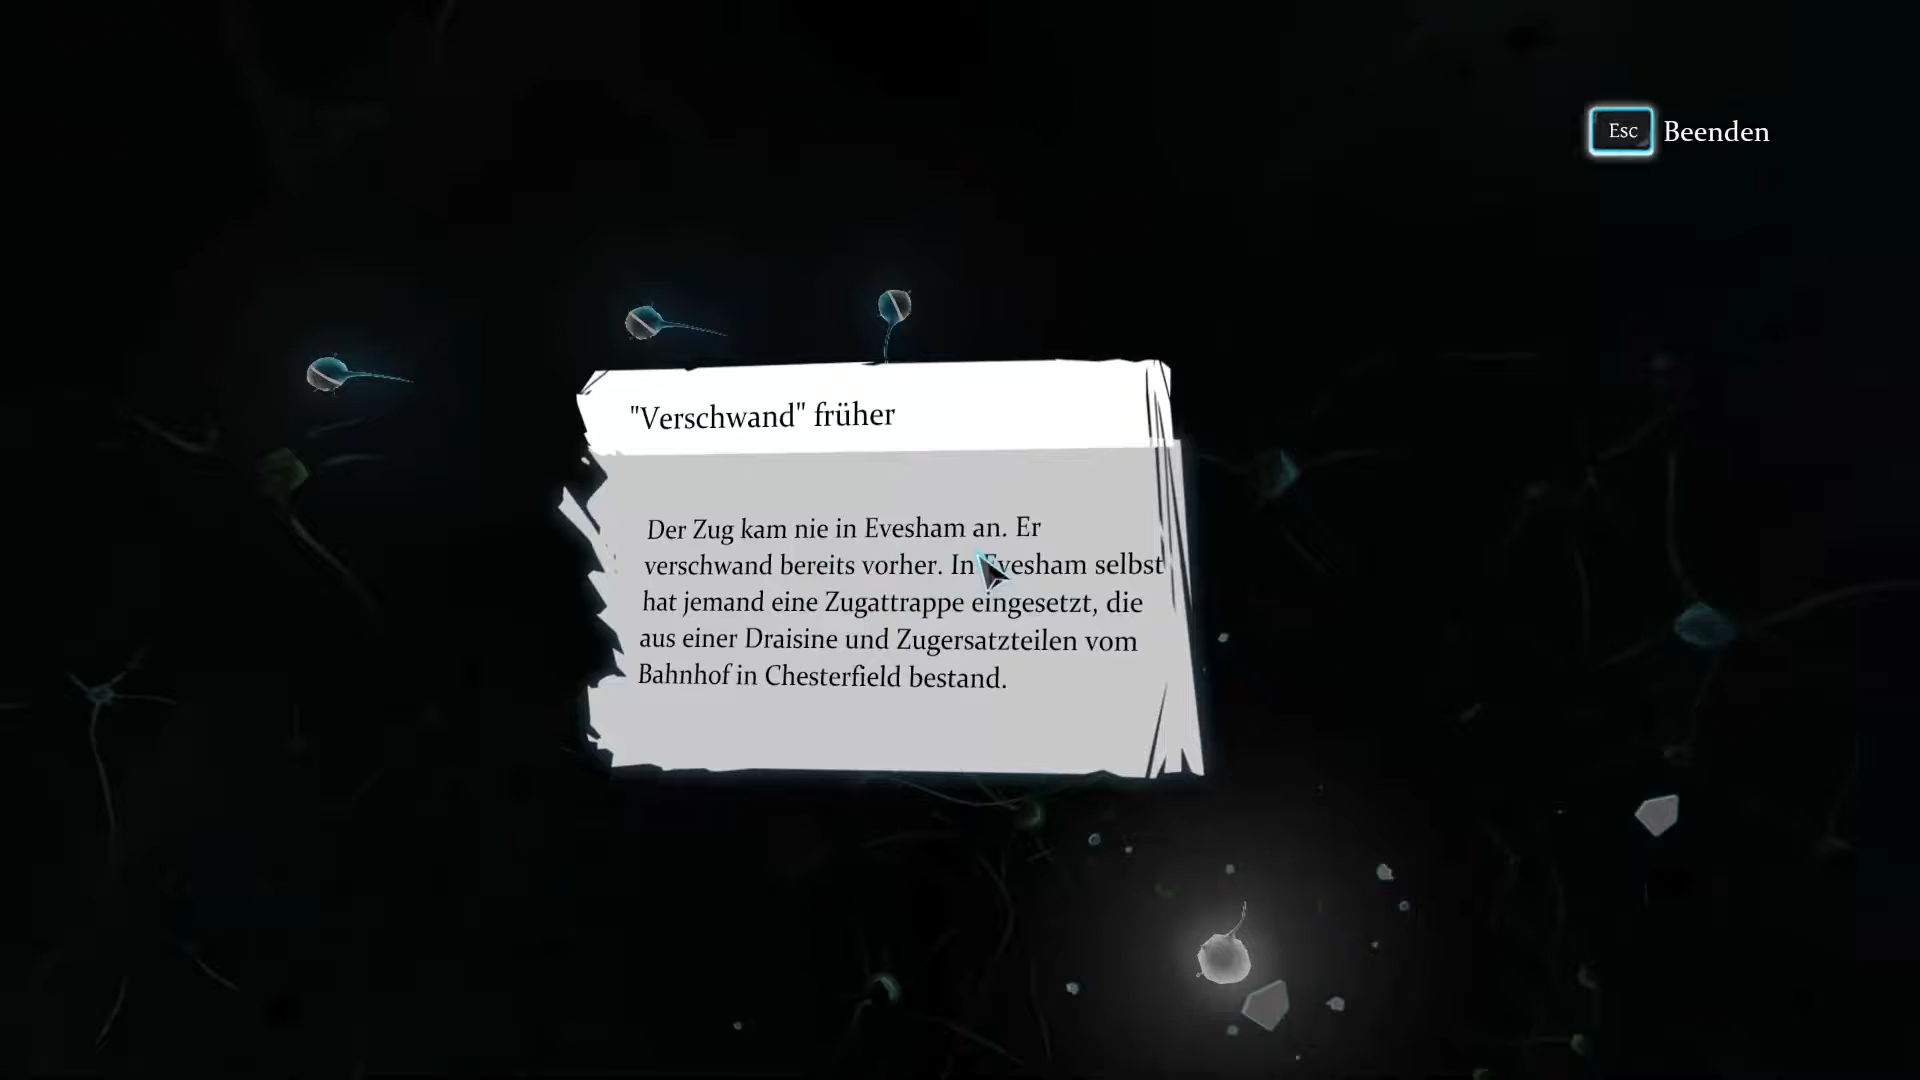 Esc Beenden
"Verschwand" früher
Der Zug kam nie in Evesham an. Er
verschwand bereits vorher. In Evesham selbst
hat jemand eine Zugattrappe eingesetzt, die
aus einer Draisine und Zugersatzteilen vom
Bahnhof in Chesterfield bestand.